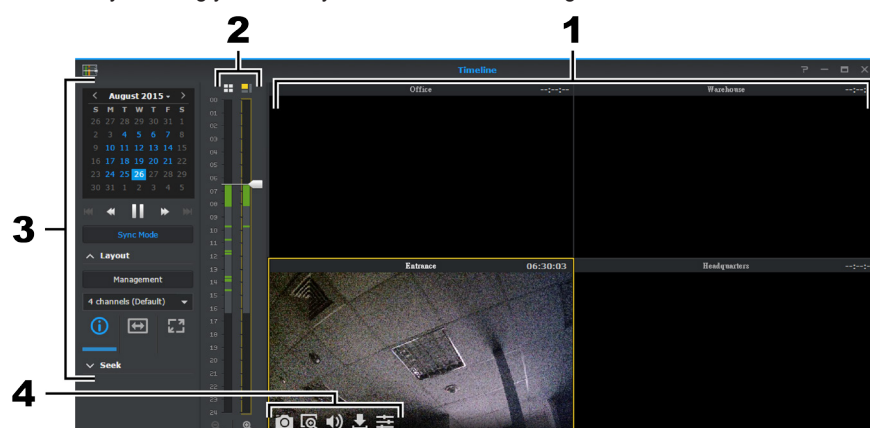 2
1
Timeline
Office --:--:--
Warehouse
3
August 2015
S M T W T F S
26 27 28 29 30 31 1
2 3 4 5 6 7 8
9 10 11 12 13 14 15
16 17 18 19 20 21 22
23 24 25 26 27 28 29
30 31 1 2 3 4 5
Sync Mode
Layout
Management
4 channels (Default)
Seek
00
01
02
03
04
05
06
07
08
09
10
11
12
13
14
15
16
17
18
19
20
21
22
23
24
Entrance 06:30:03
Headquarters
4